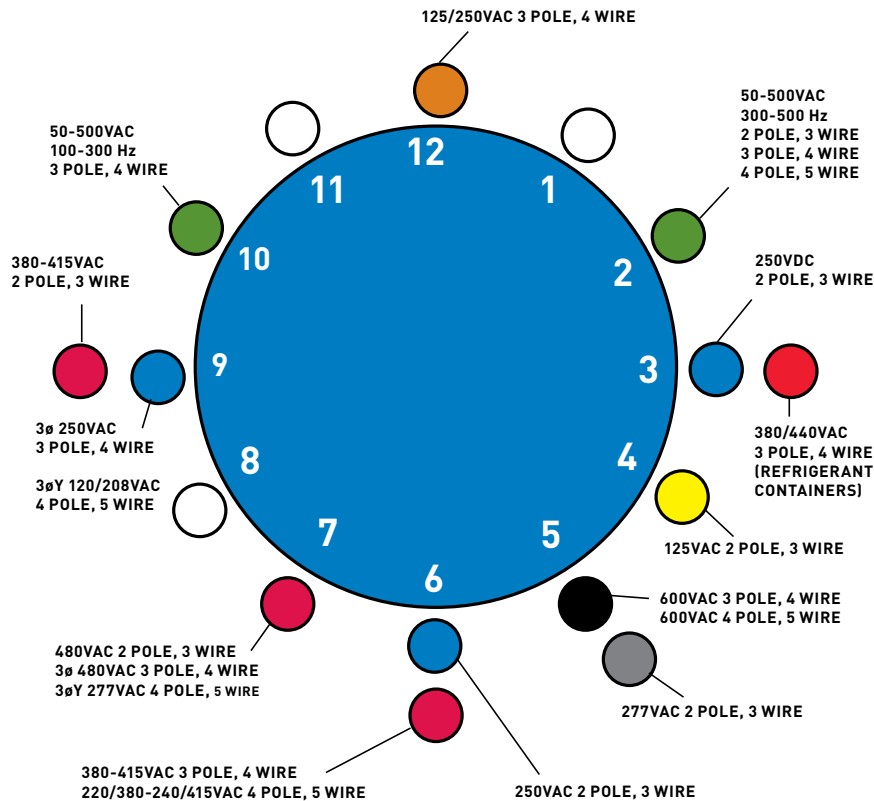 125/250VAC 3 POLE, 4 WIRE
50-500VAC
300-500 Hz
2 POLE, 3 WIRE
3 POLE, 4 WIRE
4 POLE, 5 WIRE
50-500VAC
100-300 Hz
3 POLE, 4 WIRE
12
11
1
10
2
380-415VAC
2 POLE, 3 WIRE
250VDC
2 POLE, 3 WIRE
9
3
3ø 250VAC
3 POLE, 4 WIRE
380/440VAC
3 POLE, 4 WIRE
(REFRIGERANT
CONTAINERS)
8
4
3øY 120/208VAC
4 POLE, 5 WIRE
7
5
125VAC 2 POLE, 3 WIRE
6
600VAC 3 POLE, 4 WIRE
600VAC 4 POLE, 5 WIRE
480VAC 2 POLE, 3 WIRE
3ø 480VAC 3 POLE, 4 WIRE
3øY 277VAC 4 POLE, 5 WIRE
277VAC 2 POLE, 3 WIRE
380-415VAC 3 POLE, 4 WIRE
220/380-240/415VAC 4 POLE, 5 WIRE
250VAC 2 POLE, 3 WIRE